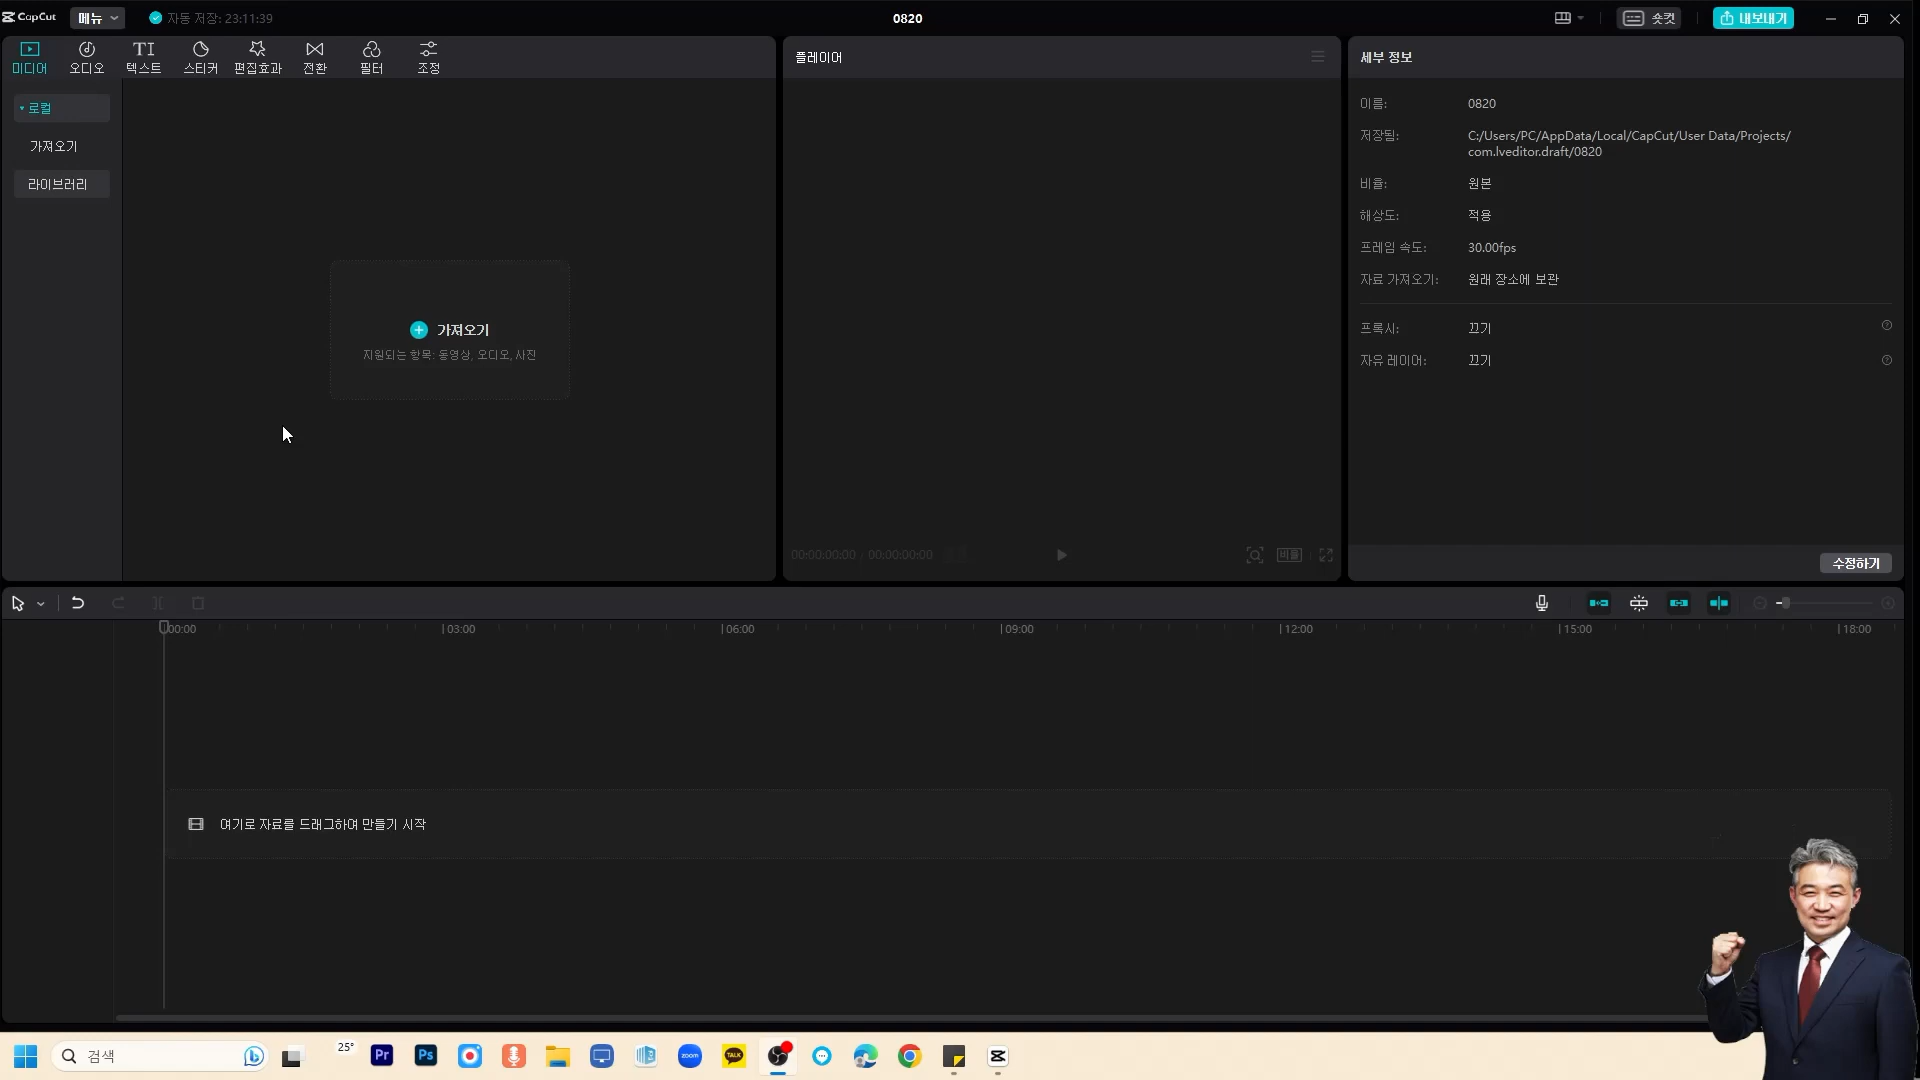 CapCut 메뉴 자동 저장: 23:11:39 0820 숏컷 내보내기
미디어 오디오 텍스트 스티커 편집효과 전환 필터 조정
로컬
가져오기
라이브러리
가져오기
지원되는 항목: 동영상, 오디오, 사진
플레이어
00:00:00:00 / 00:00:00:00
비율
세부 정보
이름: 0820
저장됨: C:/Users/PC/AppData/Local/CapCut/User Data/Projects/
com.lveditor.draft/0820
비율: 원본
해상도: 적용
프레임 속도: 30.00fps
자료 가져오기: 원래 장소에 보관
프록시: 끄기
자유 레이어: 끄기
수정하기
00:00 03:00 06:00 09:00 12:00 15:00 18:00
여기로 자료를 드래그하여 만들기 시작
검색 25° Pr Ps zoom TALK